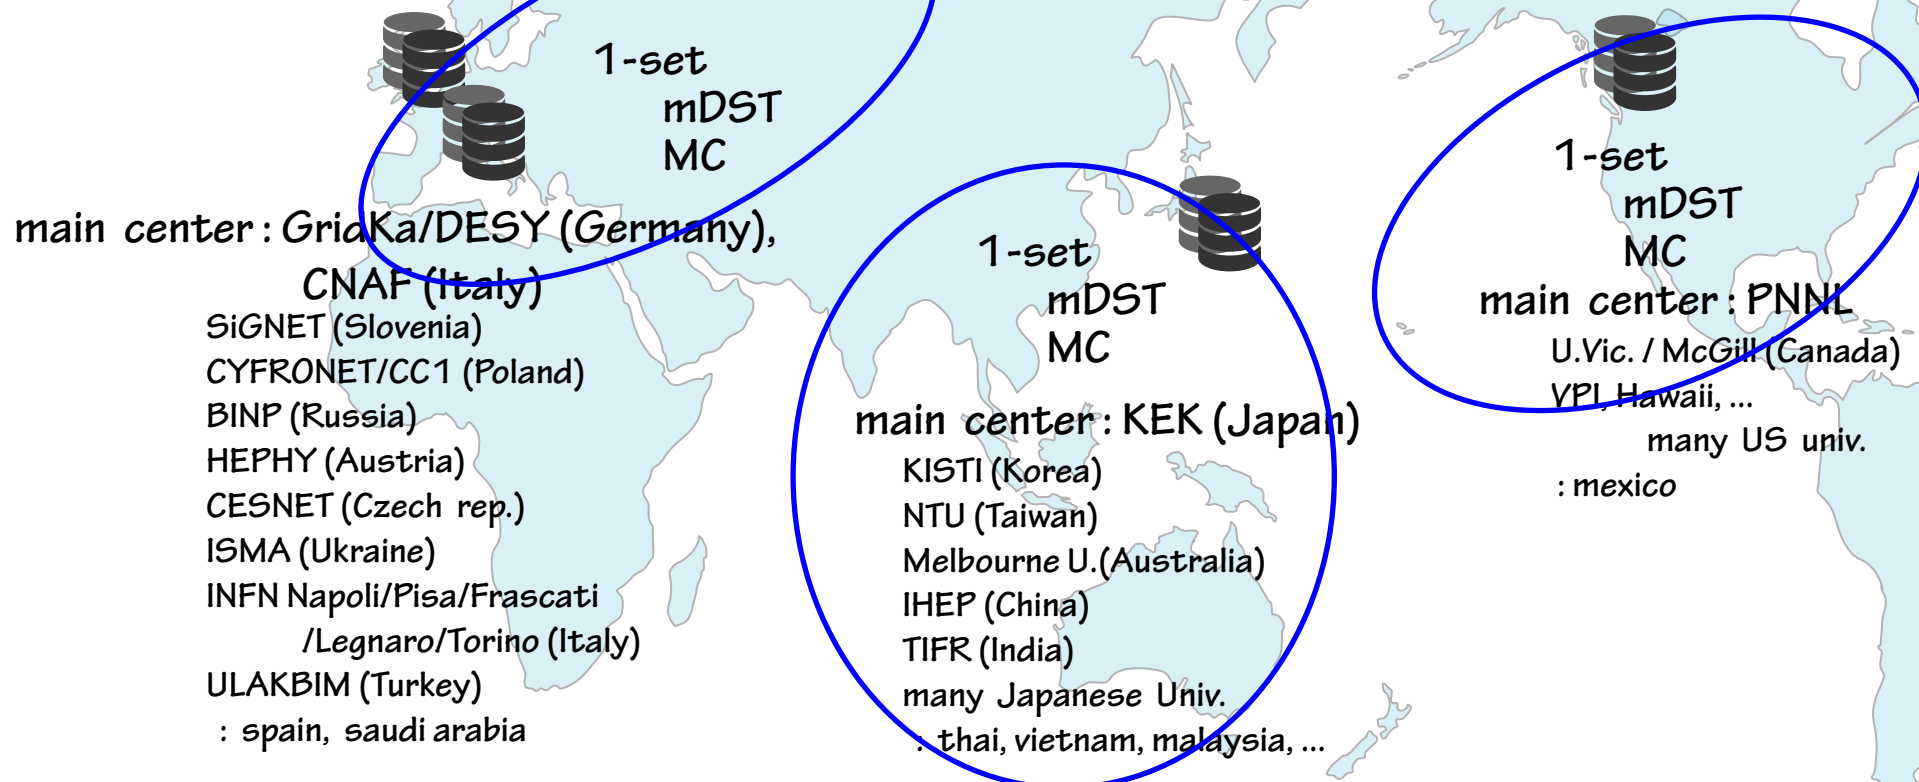 1-set
mDST
MC
main center : GridKa/DESY (Germany),
CNAF (Italy)
SiGNET (Slovenia)
CYFRONET/CC1 (Poland)
BINP (Russia)
HEPHY (Austria)
CESNET (Czech rep.)
ISMA (Ukraine)
INFN Napoli/Pisa/Frascati
/Legnaro/Torino (Italy)
ULAKBIM (Turkey)
: spain, saudi arabia
1-set
mDST
MC
main center : KEK (Japan)
KISTI (Korea)
NTU (Taiwan)
Melbourne U.(Australia)
IHEP (China)
TIFR (India)
many Japanese Univ.
: thai, vietnam, malaysia, ...
1-set
mDST
MC
main center : PNNL
U.Vic. / McGill (Canada)
VPI, Hawaii, ...
many US univ.
: mexico